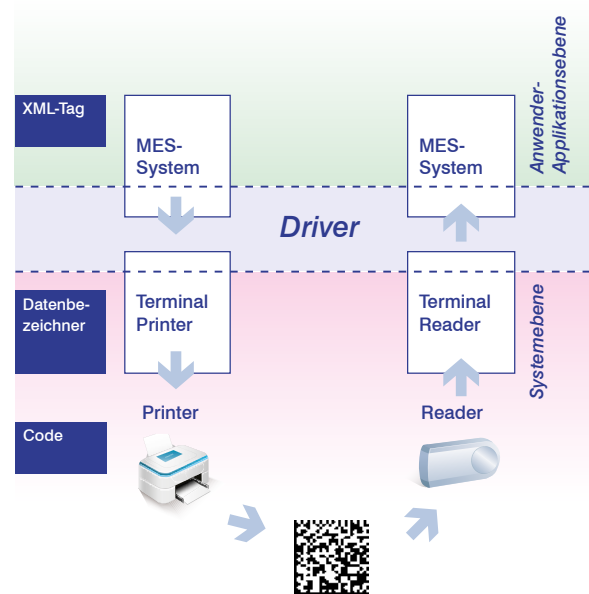 XML-Tag
MES-
System
MES-
System
Anwender-
Applikationsebene
Driver
Datenbe-
zeichner
Terminal
Printer
Terminal
Reader
Systemebene
Printer
Reader
Code